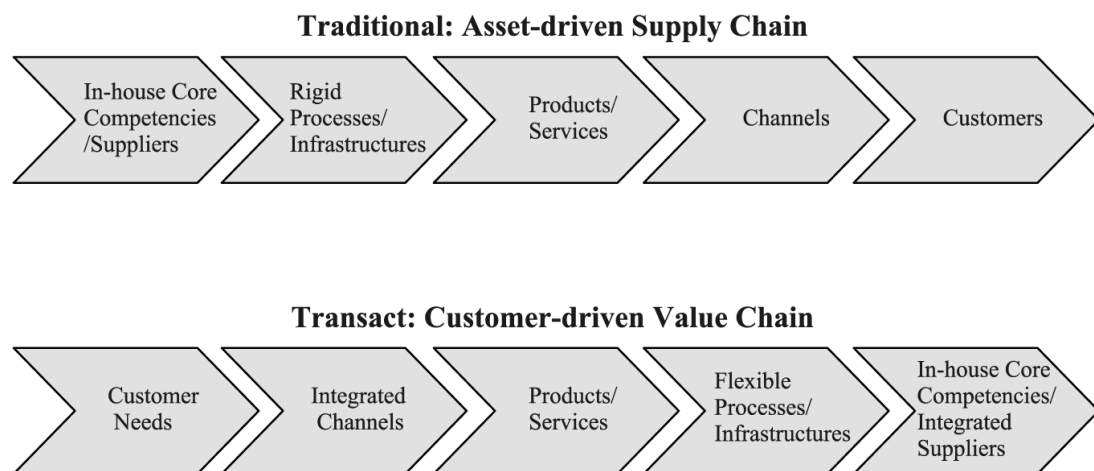 Traditional: Asset-driven Supply Chain
In-house Core
Competencies
/Suppliers
Rigid
Processes/
Infrastructures
Products/
Services
Channels
Customers
Transact: Customer-driven Value Chain
Customer
Needs
Integrated
Channels
Products/
Services
Flexible
Processes/
Infrastructures
In-house Core
Competencies/
Integrated
Suppliers